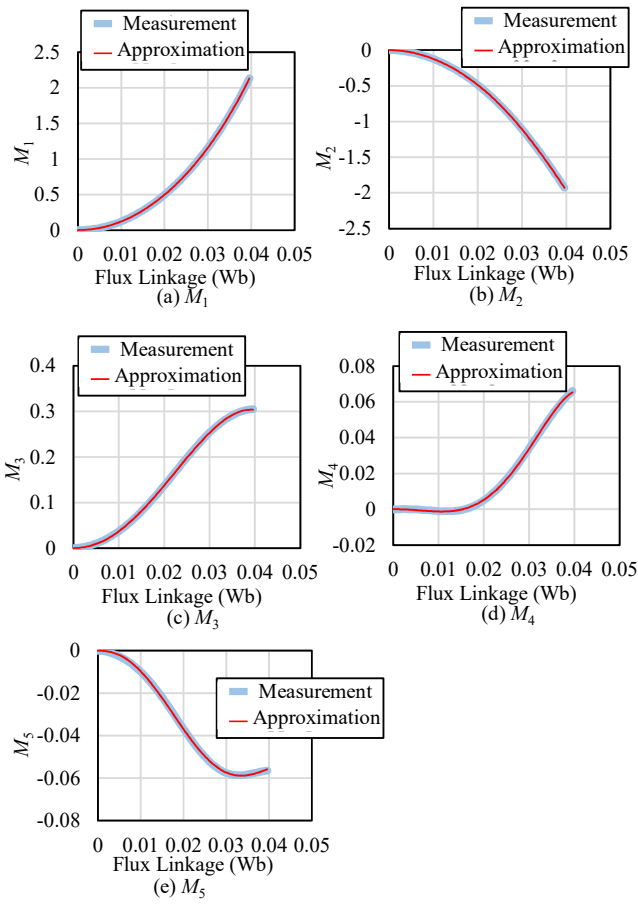 Measurement
Approximation
2.5
2
1.5
1
0.5
0
M1
0 0.01 0.02 0.03 0.04 0.05
Flux Linkage (Wb)
(a) M1
Measurement
Approximation
0
-0.5
-1
-1.5
-2
-2.5
M2
0 0.01 0.02 0.03 0.04 0.05
Flux Linkage (Wb)
(b) M2
Measurement
Approximation
0.4
0.3
0.2
0.1
0
M3
0 0.01 0.02 0.03 0.04 0.05
Flux Linkage (Wb)
(c) M3
Measurement
Approximation
0.08
0.06
0.04
0.02
0
-0.02
M4
0 0.01 0.02 0.03 0.04 0.05
Flux Linkage (Wb)
(d) M4
Measurement
Approximation
0
-0.02
-0.04
-0.06
-0.08
M5
0 0.01 0.02 0.03 0.04 0.05
Flux Linkage (Wb)
(e) M5